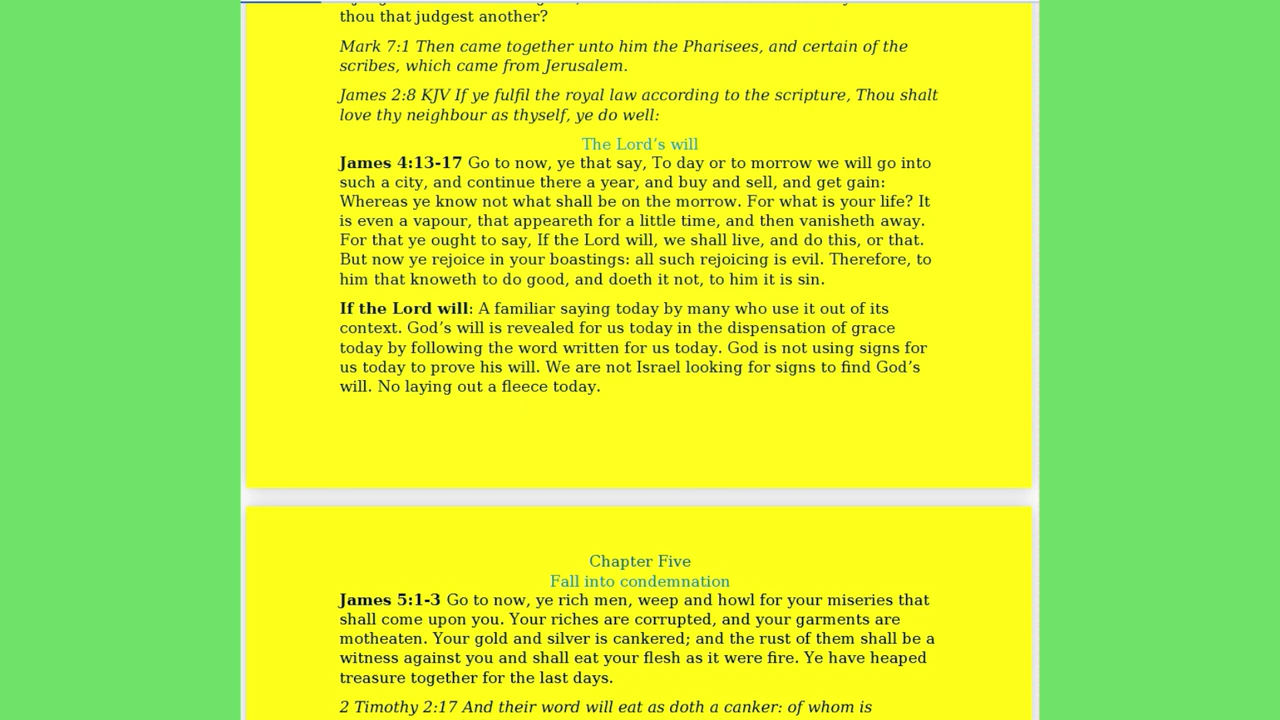 thou that judgest another?
Mark 7:1 Then came together unto him the Pharisees, and certain of the
scribes, which came from Jerusalem.
James 2:8 KJV If ye fulfil the royal law according to the scripture, Thou shalt
love thy neighbour as thyself, ye do well:
The Lord’s will
James 4:13-17 Go to now, ye that say, To day or to morrow we will go into
such a city, and continue there a year, and buy and sell, and get gain:
Whereas ye know not what shall be on the morrow. For what is your life? It
is even a vapour, that appeareth for a little time, and then vanisheth away.
For that ye ought to say, If the Lord will, we shall live, and do this, or that.
But now ye rejoice in your boastings: all such rejoicing is evil. Therefore, to
him that knoweth to do good, and doeth it not, to him it is sin.
If the Lord will: A familiar saying today by many who use it out of its
context. God’s will is revealed for us today in the dispensation of grace
today by following the word written for us today. God is not using signs for
us today to prove his will. We are not Israel looking for signs to find God’s
will. No laying out a fleece today.
Chapter Five
Fall into condemnation
James 5:1-3 Go to now, ye rich men, weep and howl for your miseries that
shall come upon you. Your riches are corrupted, and your garments are
motheaten. Your gold and silver is cankered; and the rust of them shall be a
witness against you and shall eat your flesh as it were fire. Ye have heaped
treasure together for the last days.
2 Timothy 2:17 And their word will eat as doth a canker: of whom is